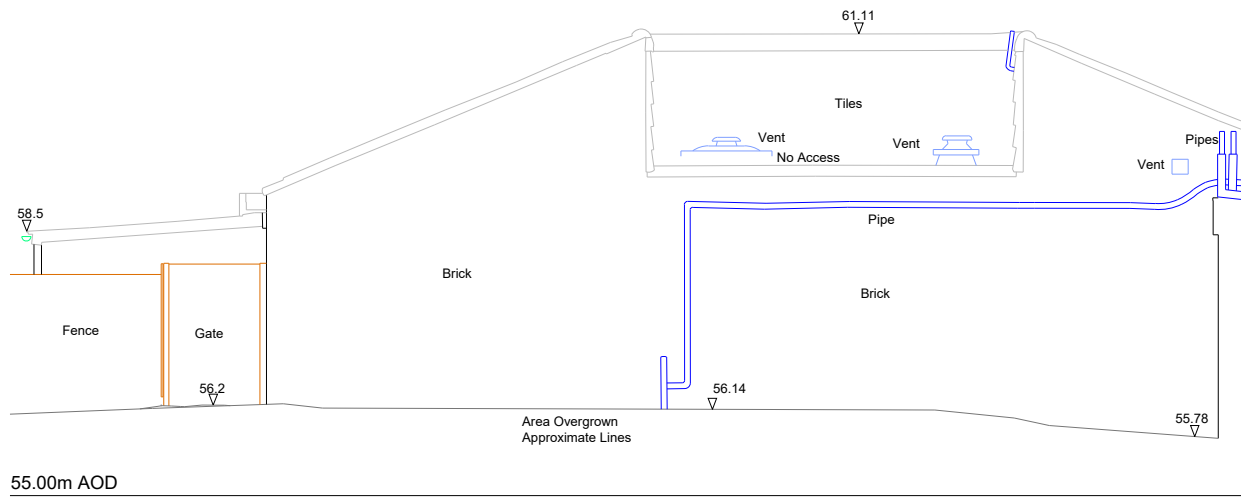 61.11
Tiles
Vent
No Access
Vent
Pipes
Vent
58.5
Pipe
Brick
Brick
Fence
Gate
56.2
56.14
Area Overgrown
Approximate Lines
55.78
55.00m AOD